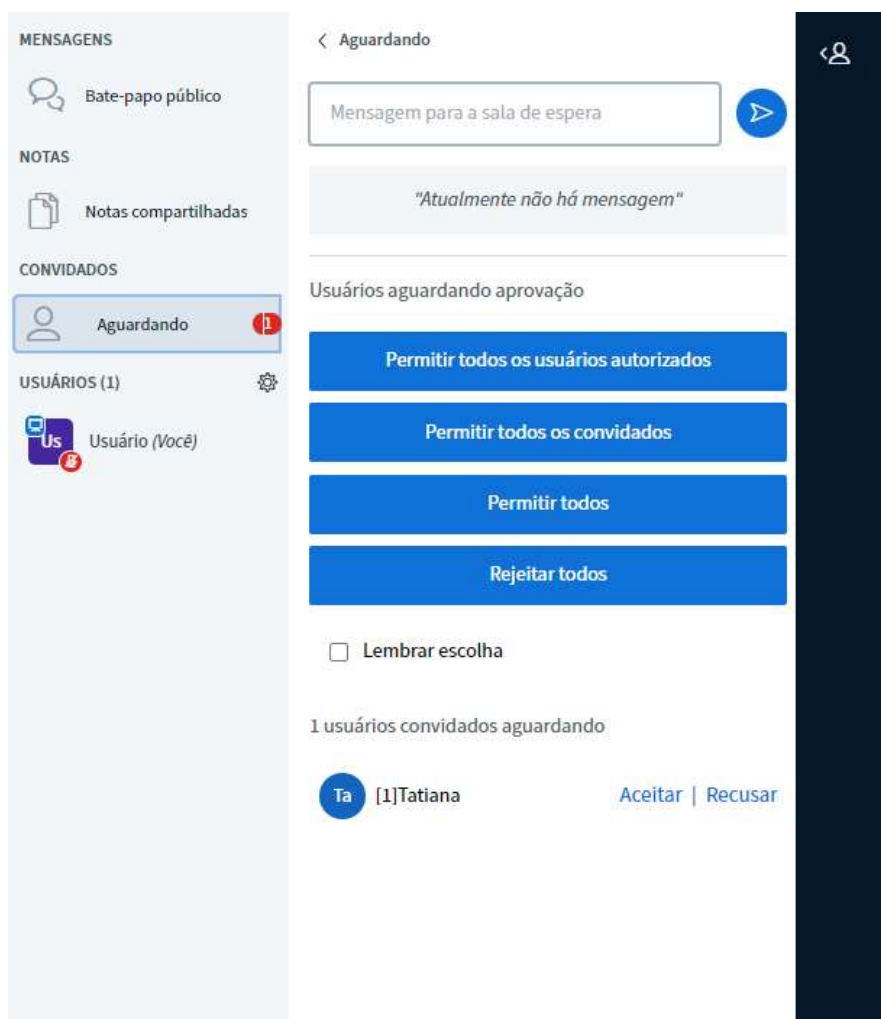 MENSAGENS
Bate-papo público
NOTAS
Notas compartilhadas
CONVIDADOS
Aguardando
1
USUÁRIOS (1)
Us
Usuário (Você)
Aguardando
Mensagem para a sala de espera
"Atualmente não há mensagem"
Usuários aguardando aprovação
Permitir todos os usuários autorizados
Permitir todos os convidados
Permitir todos
Rejeitar todos
Lembrar escolha
1 usuários convidados aguardando
Ta [1]Tatiana Aceitar | Recusar